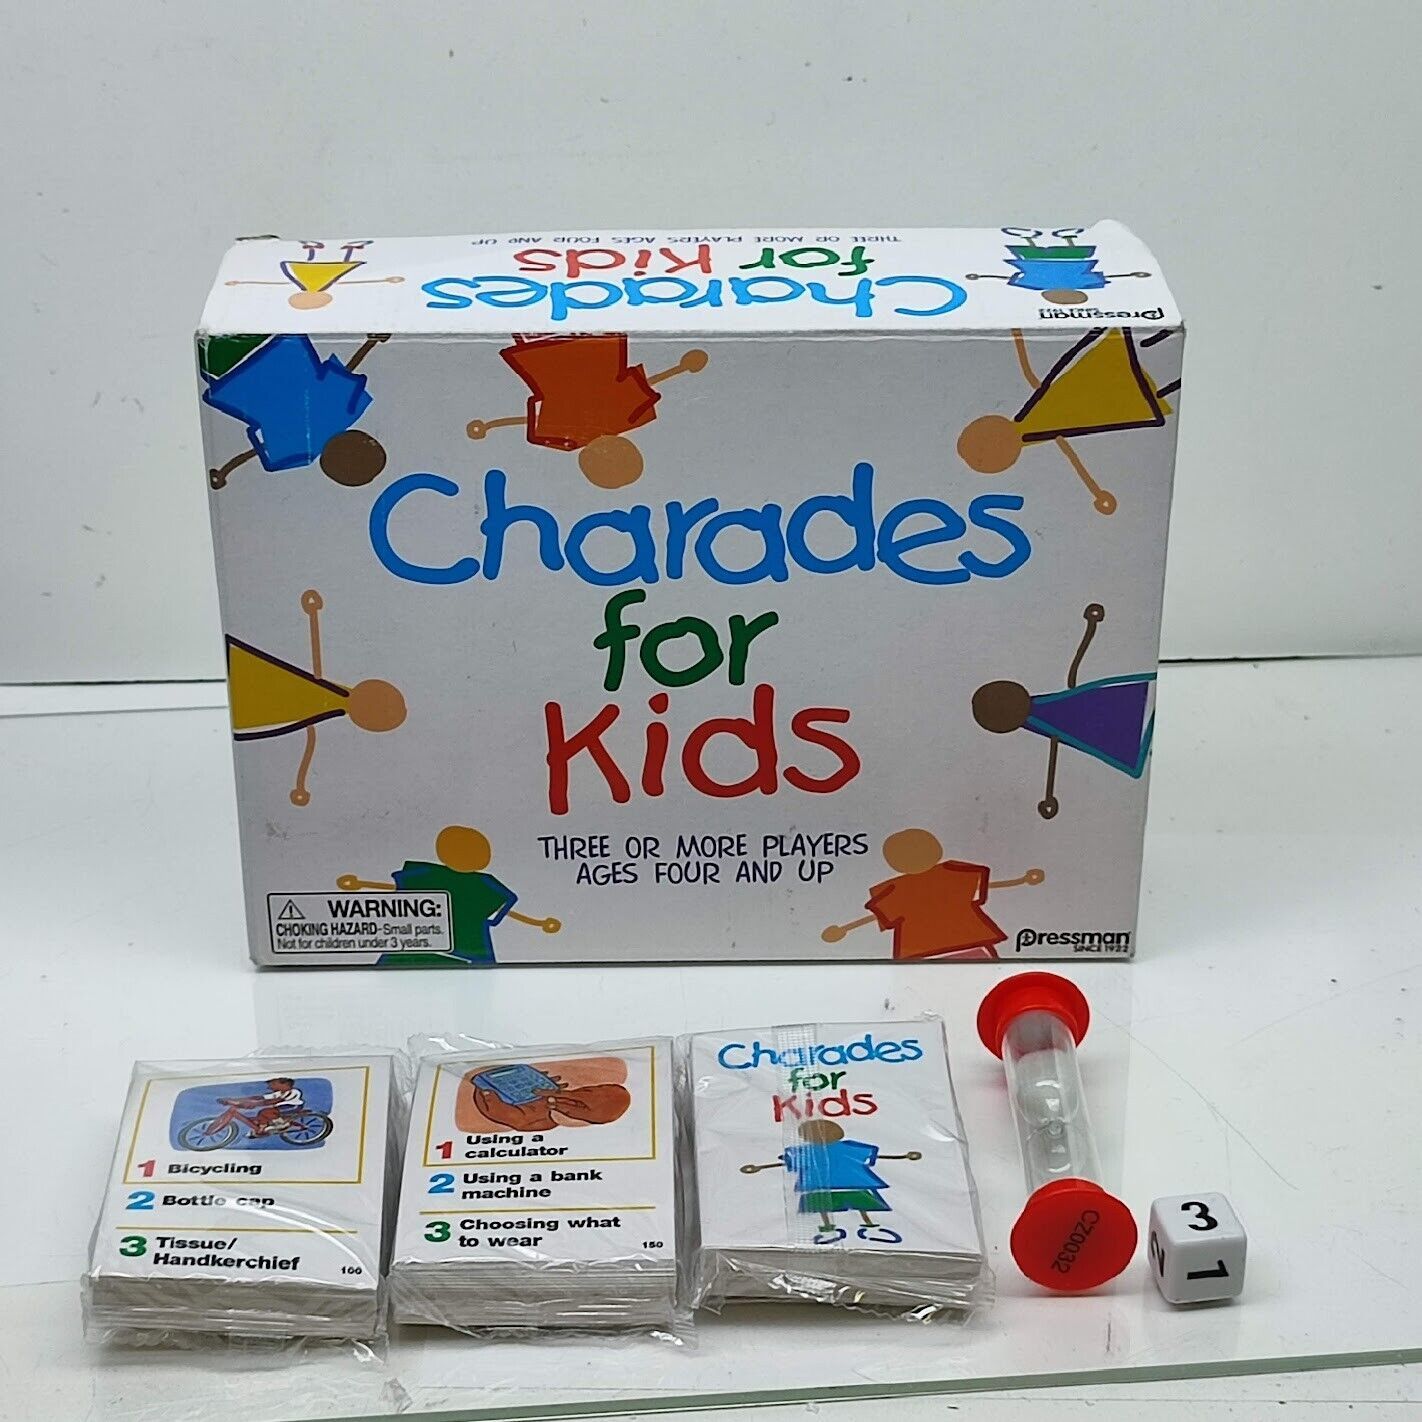 THREE OR MORE PLAYERS AGES FOUR AND UP
Charades
for Kids
pressman
SINCE 1922
Charades
for
Kids
THREE OR MORE PLAYERS
AGES FOUR AND UP
WARNING:
CHOKING HAZARD-Small parts.
Not for children under 3 years.
pressman
SINCE 1922
1 Bicycling
2 Bottle cap
3 Tissue/
Handkerchief
100
1 Using a
calculator
2 Using a bank
machine
3 Choosing what
to wear
150
Charades
for
Kids
CZ0032
3
2
1